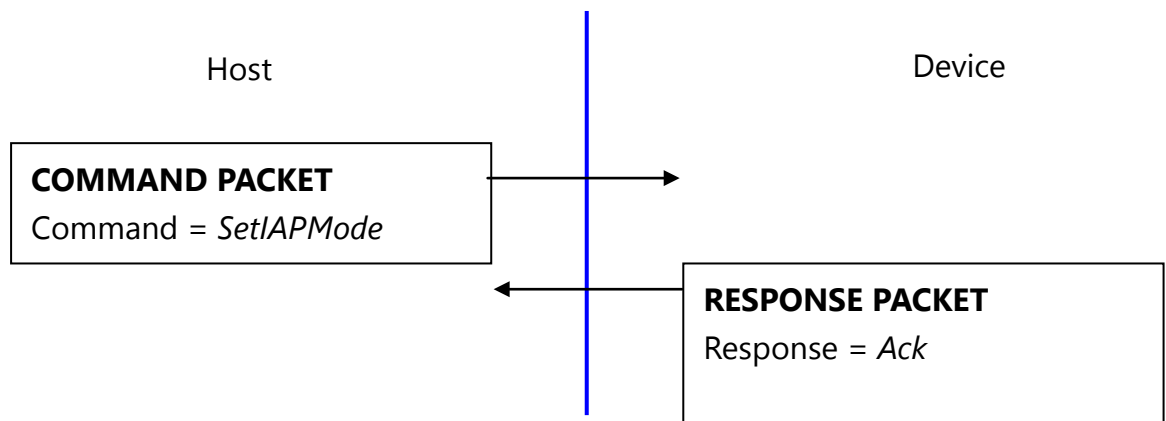 Host
Device
COMMAND PACKET
Command = SetIAPMode
RESPONSE PACKET
Response = Ack